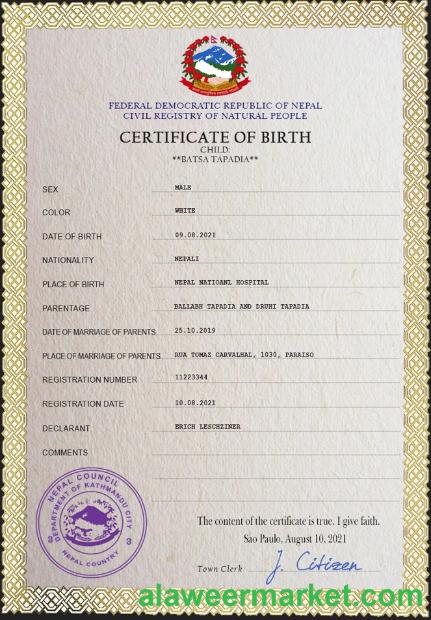 FEDERAL DEMOCRATIC REPUBLIC OF NEPAL
CIVIL REGISTRY OF NATURAL PEOPLE
CERTIFICATE OF BIRTH
CHILD:
**BATSA TAPADIA**
SEX MALE
COLOR WHITE
DATE OF BIRTH 09.08.2021
NATIONALITY NEPALI
PLACE OF BIRTH NEPAL NATIOANL HOSPITAL
PARENTAGE BALLABH TAPADIA AND DRUHI TAPADIA
DATE OF MARRIAGE OF PARENTS 25.10.2019
PLACE OF MARRIAGE OF PARENTS RUA TOMAZ CARVALHAL, 1030, PARAISO
REGISTRATION NUMBER 11223344
REGISTRATION DATE 10.08.2021
DECLARANT ERICH LESCHZINER
COMMENTS
NEPAL COUNCIL
DEPARTMENT OF KATHMANDU CITY
NEPAL COUNTRY
The content of the certificate is true. I give faith.
Sao Paulo, August 10, 2021
Town Clerk J. Citizen
alaweermarket.com